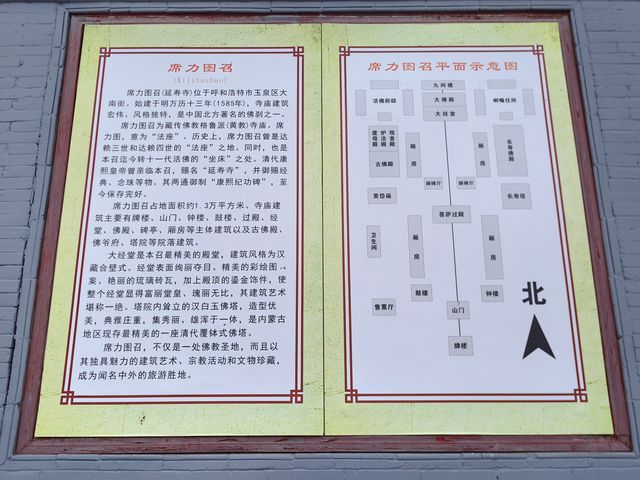 席力图召
(Xilituzhao)
席力图召(延寿寺)位于呼和浩特市玉泉区大
南街。始建于明万历十三年(1585年)，寺庙建筑
宏伟、风格独特，是中国北方著名的佛刹之一。
席力图召为藏传佛教格鲁派(黄教)寺庙。席
力图，意为“法座”。历史上，席力图召曾是达
赖三世和达赖四世的“法座”之地。同时，也是
本召迄今转十一代活佛的“坐床”之处。清代康
熙皇帝曾亲临本召，赐名“延寿寺”，并御赐经
典、念珠等物。其两通御制“康熙纪功碑”，至
今保存完好。
席力图召占地面积约1.3万平方米。寺庙建
筑主要有牌楼、山门、钟楼、鼓楼、过殿、经
堂、佛殿、碑亭、厢房等主体建筑以及古佛殿、
佛爷府、塔院等院落建筑。
大经堂是本召最精美的殿堂，建筑风格为汉
藏合壁式。经堂表面绚丽夺目。精美的彩绘图
案、艳丽的琉璃砖瓦，加上殿顶的鎏金饰件，使
整个经堂显得富丽堂皇、瑰丽无比，其建筑艺术
堪称一绝。塔院内耸立的汉白玉佛塔，造型优
美，典雅庄重，集秀丽、雄浑于一体，是内蒙古
地区现存最精美的一座清代覆钵式佛塔。
席力图召，不仅是一处佛教圣地，而且以
其独具魅力的建筑艺术、宗教活动和文物珍藏，
成为闻名中外的旅游胜地。
席力图召平面示意图
九间楼
活佛府邸
大佛殿
喇嘛住所
大经堂
度母殿
护法殿
观音殿
厢房
厢房
长寿佛殿
古佛殿
御碑厅
御碑厅
美岱庙
长寿塔
菩萨过殿
卫生间
厢房
厢房
鼓楼
钟楼
售票厅
山门
牌楼
北